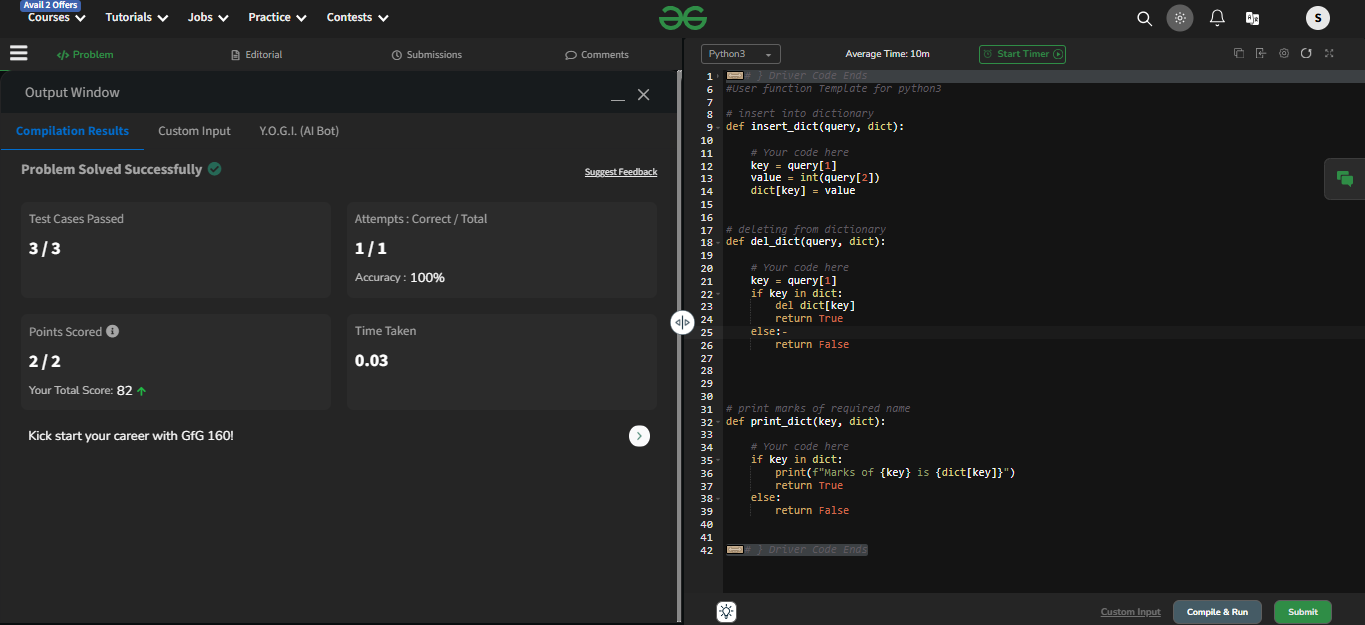 Avail 2 Offers
Courses Tutorials Jobs Practice Contests
S
Problem Editorial Submissions Comments
Python3 Average Time: 10m Start Timer
Output Window
Compilation Results Custom Input Y.O.G.I. (AI Bot)
Problem Solved Successfully
Suggest Feedback
Test Cases Passed
3 / 3
Attempts : Correct / Total
1 / 1
Accuracy : 100%
Points Scored
2 / 2
Your Total Score: 82
Time Taken
0.03
Kick start your career with GfG 160!
1 # } Driver Code Ends
6 #User function Template for python3
7
8 # insert into dictionary
9 def insert_dict(query, dict):
10
11 # Your code here
12 key = query[1]
13 value = int(query[2])
14 dict[key] = value
15
16
17 # deleting from dictionary
18 def del_dict(query, dict):
19
20 # Your code here
21 key = query[1]
22 if key in dict:
23 del dict[key]
24 return True
25 else:-
26 return False
27
28
29
30
31 # print marks of required name
32 def print_dict(key, dict):
33
34 # Your code here
35 if key in dict:
36 print(f"Marks of {key} is {dict[key]}")
37 return True
38 else:
39 return False
40
41
42 # } Driver Code Ends
Custom Input Compile & Run Submit